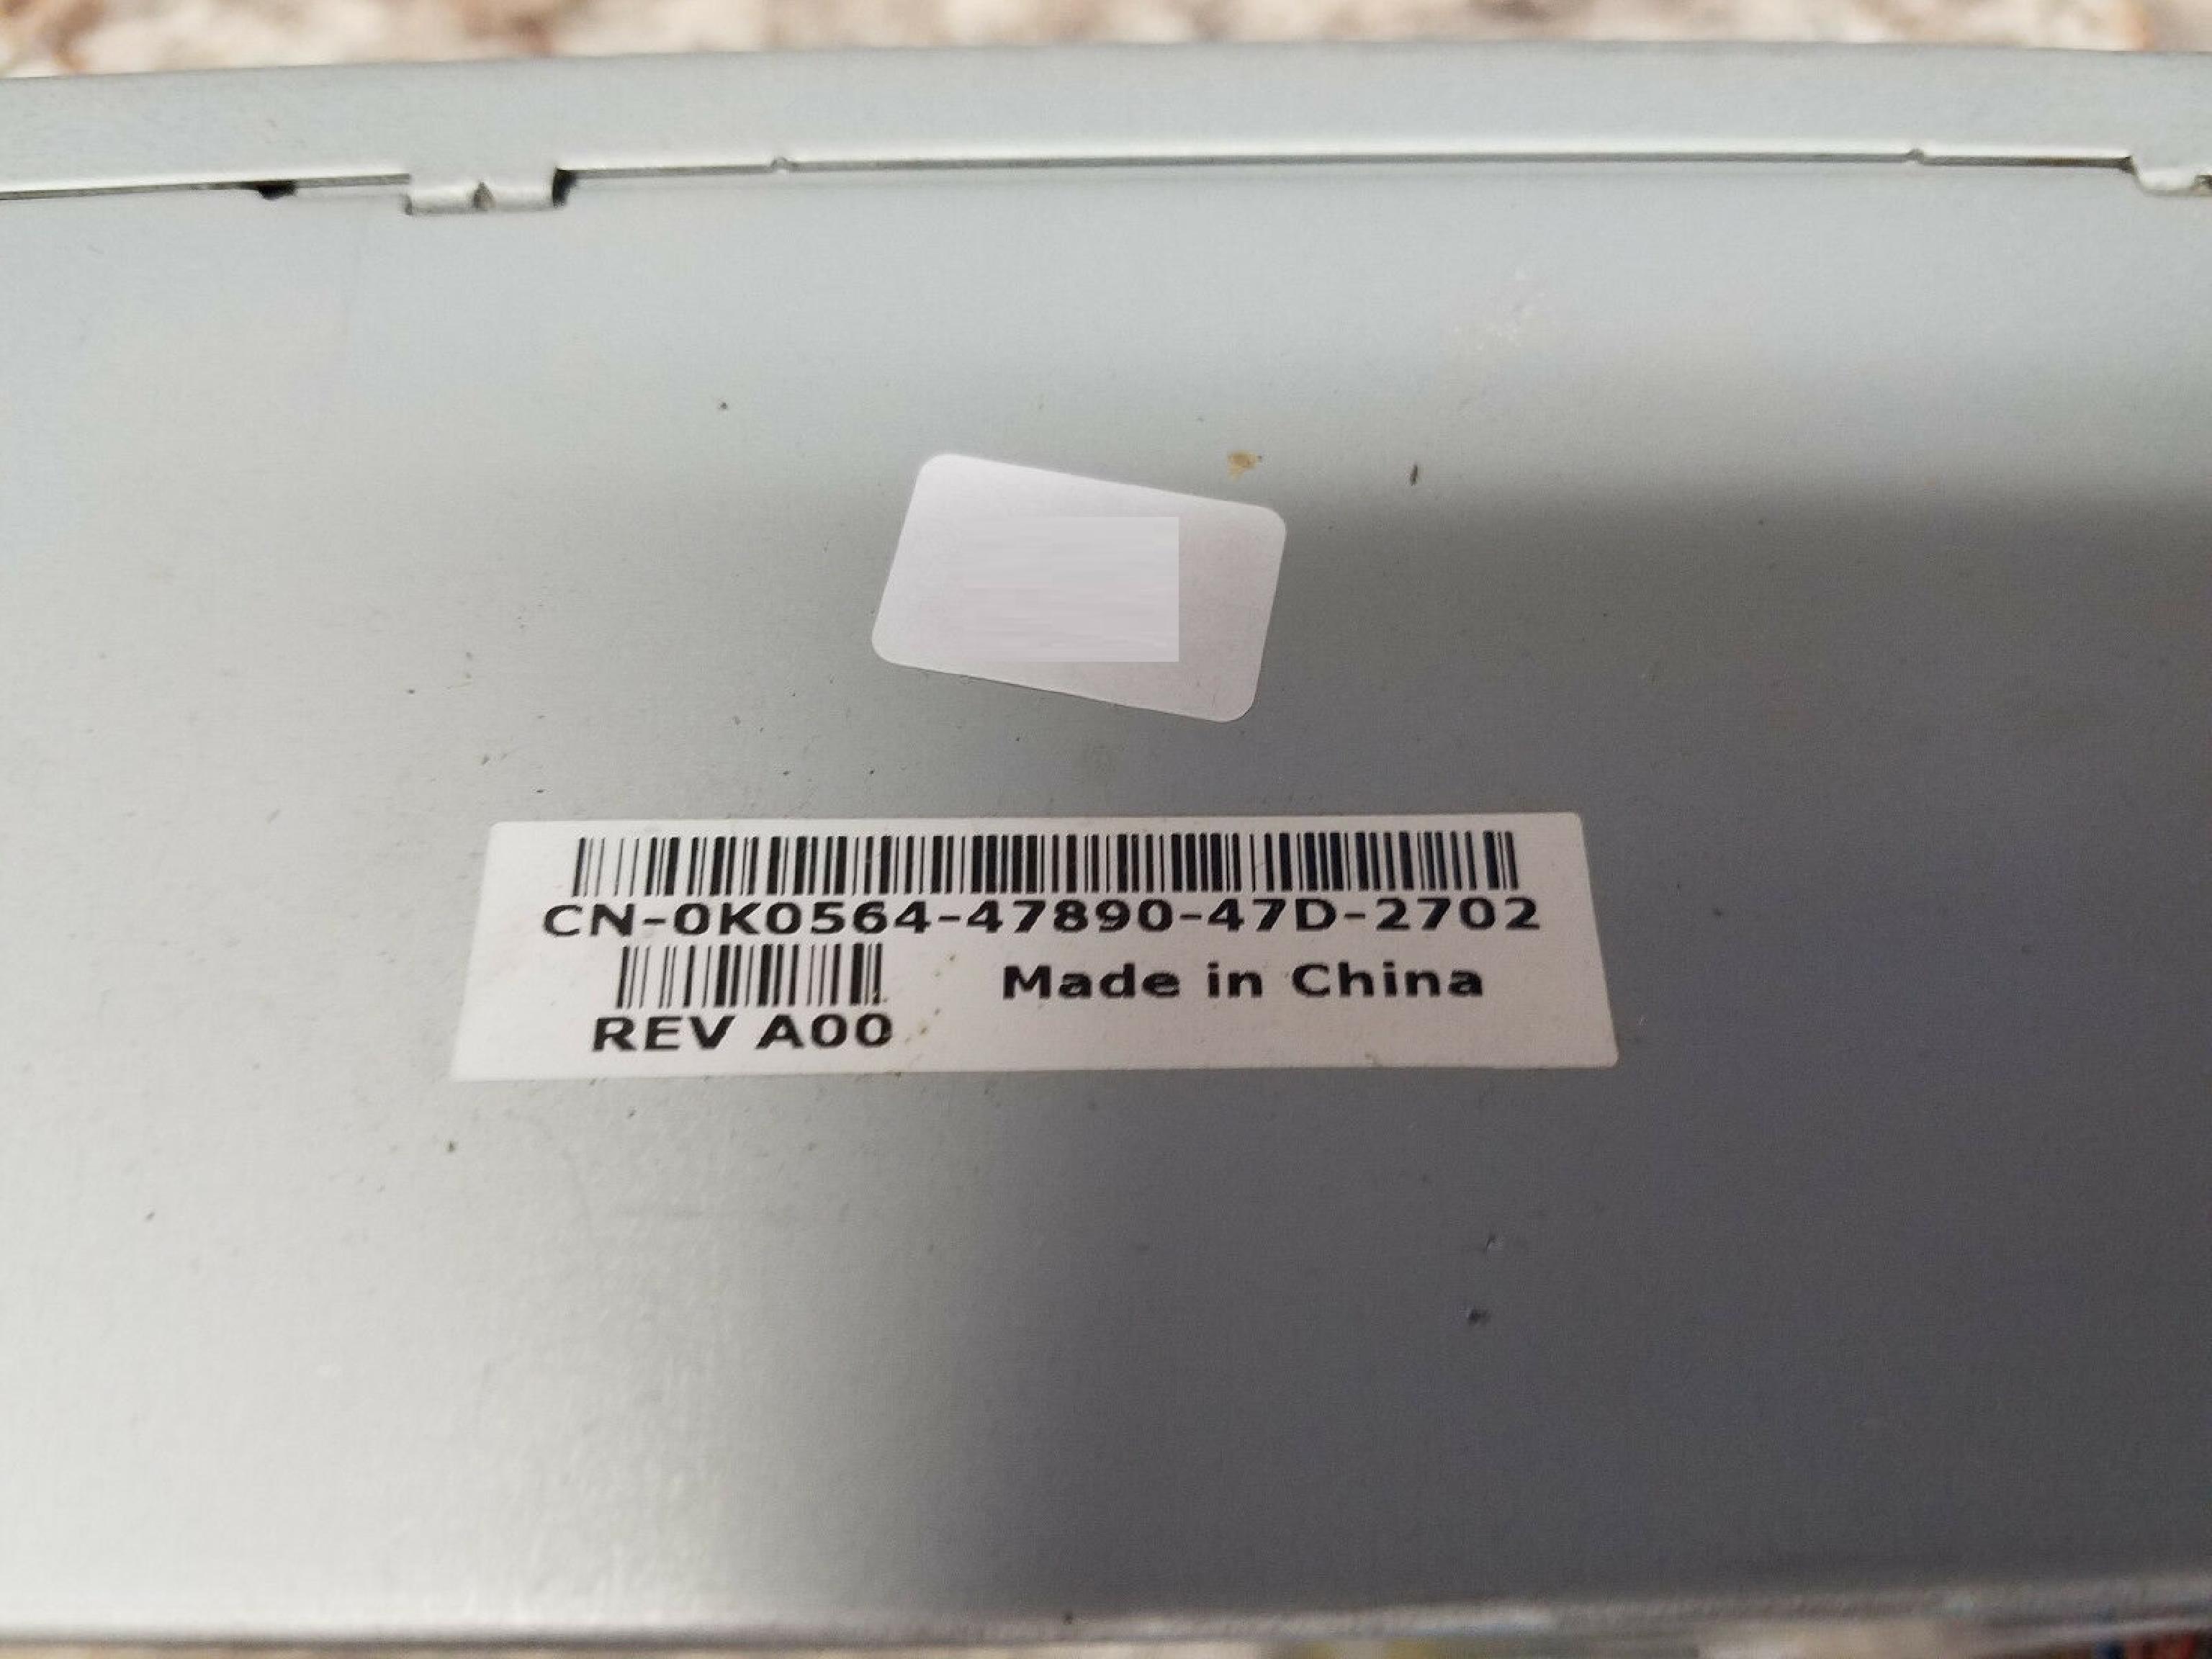 CN-0K0564-47890-47D-2702
Made in China
REV A00